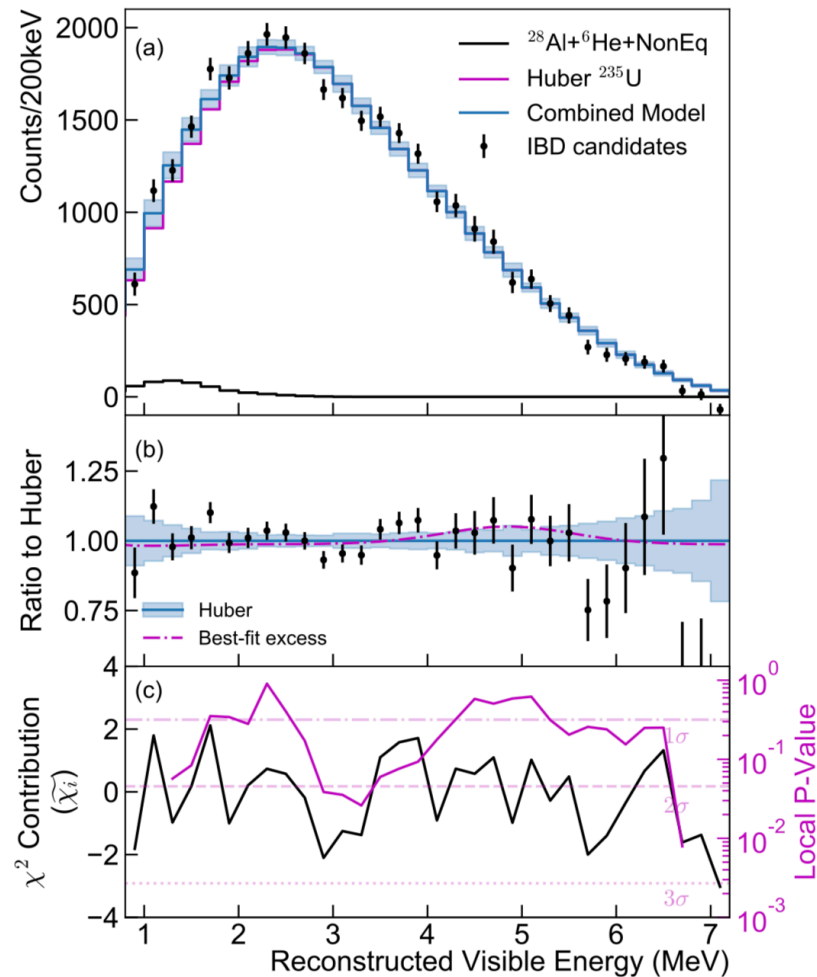 (a)
2000
1500
1000
500
0
Counts/200keV
²⁸Al+⁶He+NonEq
Huber ²³⁵U
Combined Model
IBD candidates
(b)
1.25
1.00
0.75
Ratio to Huber
Huber
Best-fit excess
(c)
4
2
0
−2
−4
χ² Contribution
(χ̃ᵢ)
10⁰
10⁻¹
10⁻²
10⁻³
Local P-Value
1σ
2σ
3σ
1 2 3 4 5 6 7
Reconstructed Visible Energy (MeV)